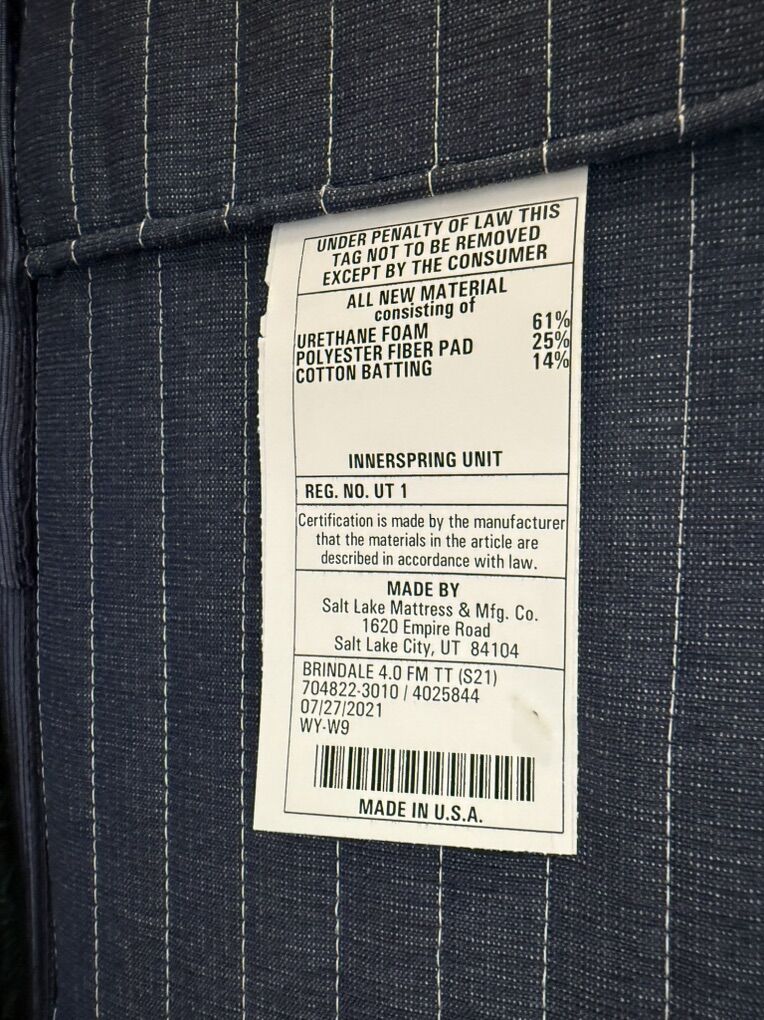 UNDER PENALTY OF LAW THIS
TAG NOT TO BE REMOVED
EXCEPT BY THE CONSUMER
ALL NEW MATERIAL
consisting of
URETHANE FOAM 61%
POLYESTER FIBER PAD 25%
COTTON BATTING 14%
INNERSPRING UNIT
REG. NO. UT 1
Certification is made by the manufacturer
that the materials in the article are
described in accordance with law.
MADE BY
Salt Lake Mattress & Mfg. Co.
1620 Empire Road
Salt Lake City, UT 84104
BRINDALE 4.0 FM TT (S21)
704822-3010 / 4025844
07/27/2021
WY-W9
MADE IN U.S.A.